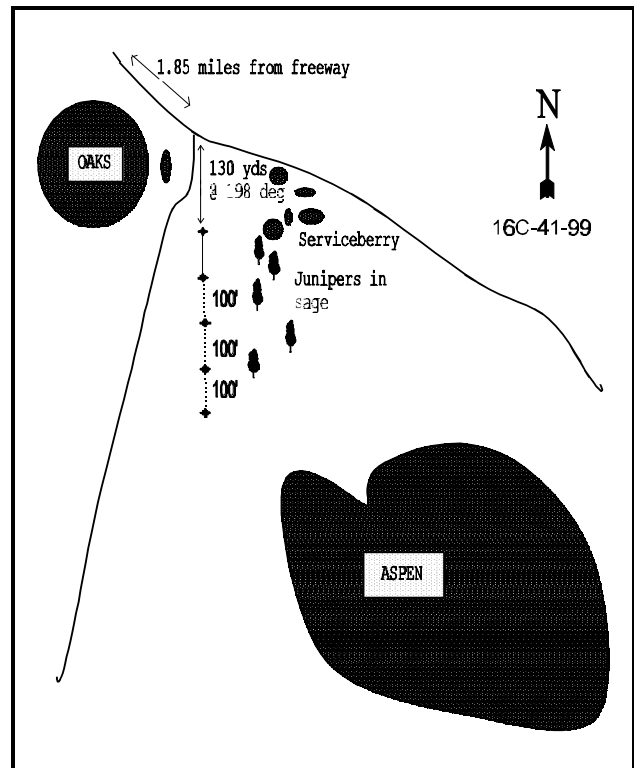 1.85 miles from freeway
N
OAKS
130 yds
@ 198 deg
16C-41-99
Serviceberry
Junipers in
sage
100'
100'
100'
ASPEN